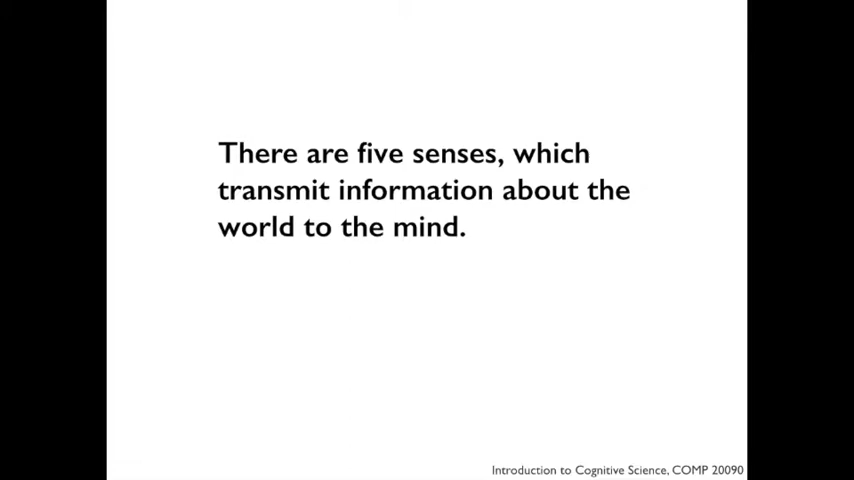 There are five senses, which
transmit information about the
world to the mind.
Introduction to Cognitive Science, COMP 20090